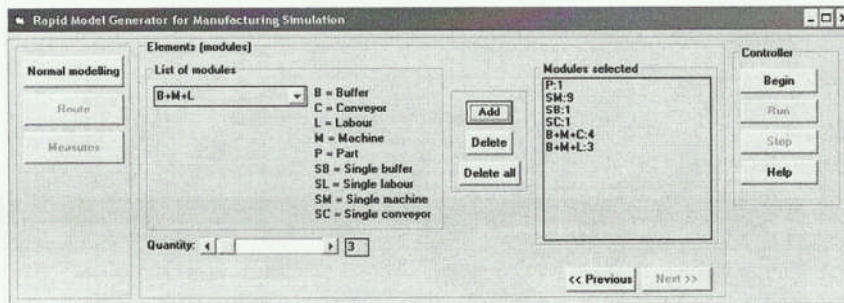 Rapid Model Generator for Manufacturing Simulation
Elements (modules)
Controller
Normal modelling
Route
Measures
List of modules
B+M+L
B = Buffer
C = Conveyor
L = Labour
M = Machine
P = Part
SB = Single buffer
SL = Single labour
SM = Single machine
SC = Single conveyor
Quantity:
3
Add
Delete
Delete all
Modules selected
P:1
SM:9
SB:1
SC:1
B+M+C:4
B+M+L:3
Begin
Run
Stop
Help
<< Previous
Next >>